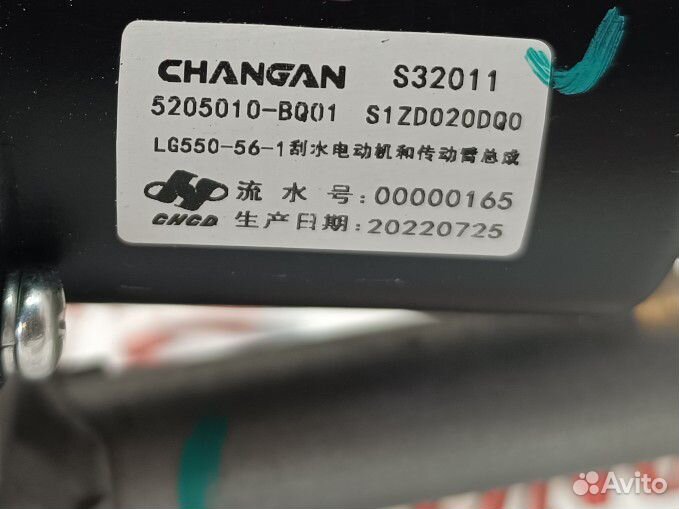 CHANGAN S32011
5205010-BQ01 S1ZD020DQ0
LG550-56-1刮水电动机和传动臂总成
流水号:00000165
CHCD 生产日期:20220725
Avito